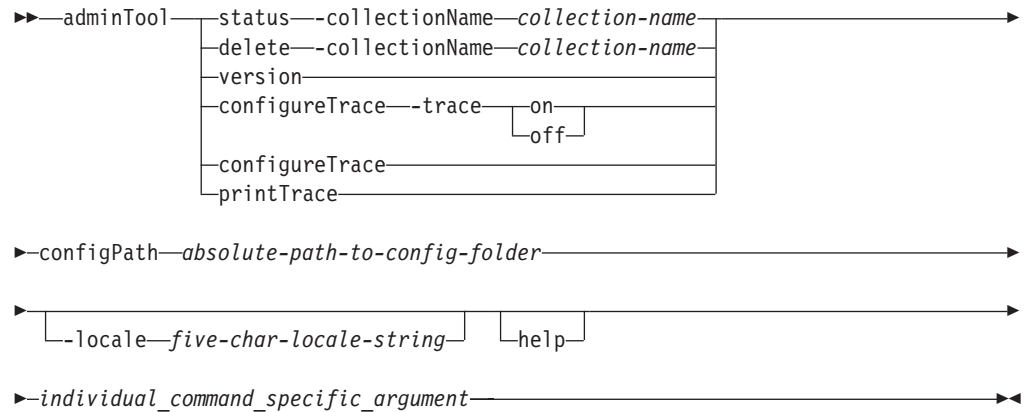 adminTool status -collectionName collection-name
delete -collectionName collection-name
version
configureTrace -trace on
off
configureTrace
printTrace
configPath absolute-path-to-config-folder
-locale five-char-locale-string help
individual_command_specific_argument